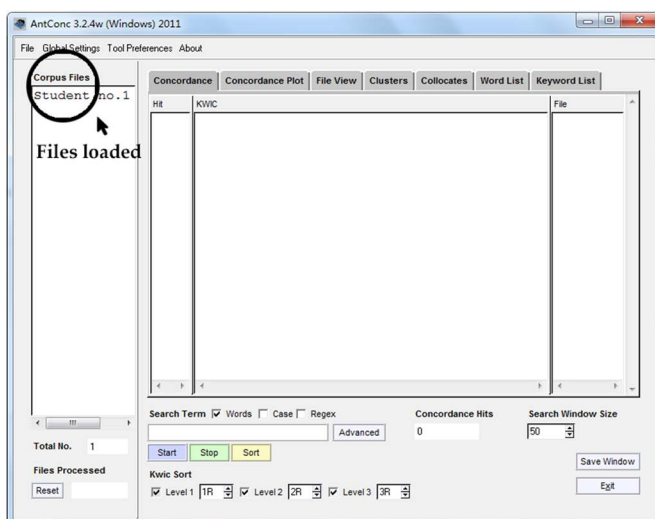 AntConc 3.2.4w (Windows) 2011
File Global Settings Tool Preferences About
Corpus Files
Student no.1
Files loaded
Total No. 1
Files Processed
Reset
Concordance Concordance Plot File View Clusters Collocates Word List Keyword List
Hit KWIC File
Search Term Words Case Regex Concordance Hits Search Window Size
Advanced 0 50
Start Stop Sort
Save Window
Kwic Sort
Exit
Level 1 1R Level 2 2R Level 3 3R